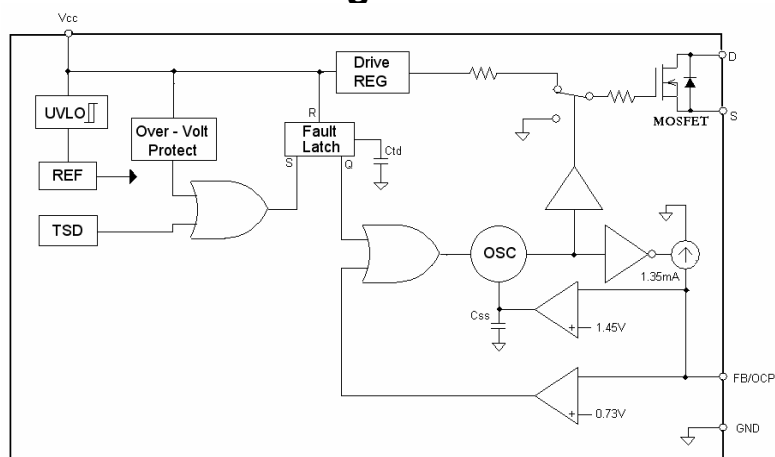 Vcc
Drive
REG
D
S
MOSFET
UVLO
Over - Volt
Protect
R
Fault
Latch
S
Q
Ctd
REF
TSD
OSC
1.35mA
Css
1.45V
0.73V
FB/OCP
GND